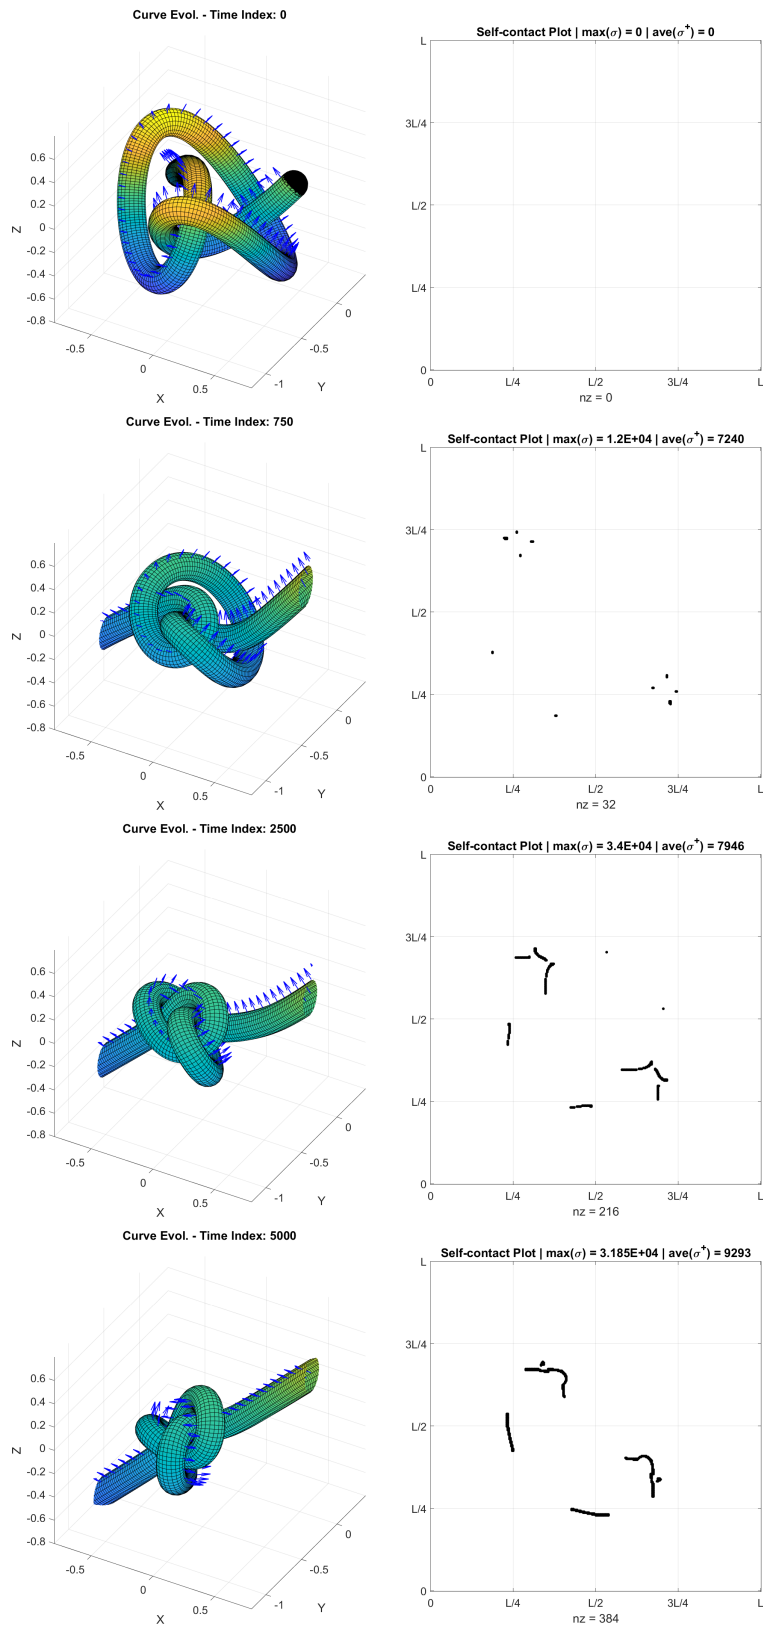 Curve Evol. - Time Index: 0
0.6
0.4
0.2
0
-0.2
-0.4
-0.6
-0.8
Z
-0.5
0
0.5
X
-1
-0.5
0
Y
Self-contact Plot | max(σ) = 0 | ave(σ⁺) = 0
L
3L/4
L/2
L/4
0
0 L/4 L/2 3L/4 L
nz = 0
Curve Evol. - Time Index: 750
0.6
0.4
0.2
0
-0.2
-0.4
-0.6
-0.8
Z
-0.5
0
0.5
X
-1
-0.5
0
Y
Self-contact Plot | max(σ) = 1.2E+04 | ave(σ⁺) = 7240
L
3L/4
L/2
L/4
0
0 L/4 L/2 3L/4 L
nz = 32
Curve Evol. - Time Index: 2500
0.6
0.4
0.2
0
-0.2
-0.4
-0.6
-0.8
Z
-0.5
0
0.5
X
-1
-0.5
0
Y
Self-contact Plot | max(σ) = 3.4E+04 | ave(σ⁺) = 7946
L
3L/4
L/2
L/4
0
0 L/4 L/2 3L/4 L
nz = 216
Curve Evol. - Time Index: 5000
0.6
0.4
0.2
0
-0.2
-0.4
-0.6
-0.8
Z
-0.5
0
0.5
X
-1
-0.5
0
Y
Self-contact Plot | max(σ) = 3.185E+04 | ave(σ⁺) = 9293
L
3L/4
L/2
L/4
0
0 L/4 L/2 3L/4 L
nz = 384